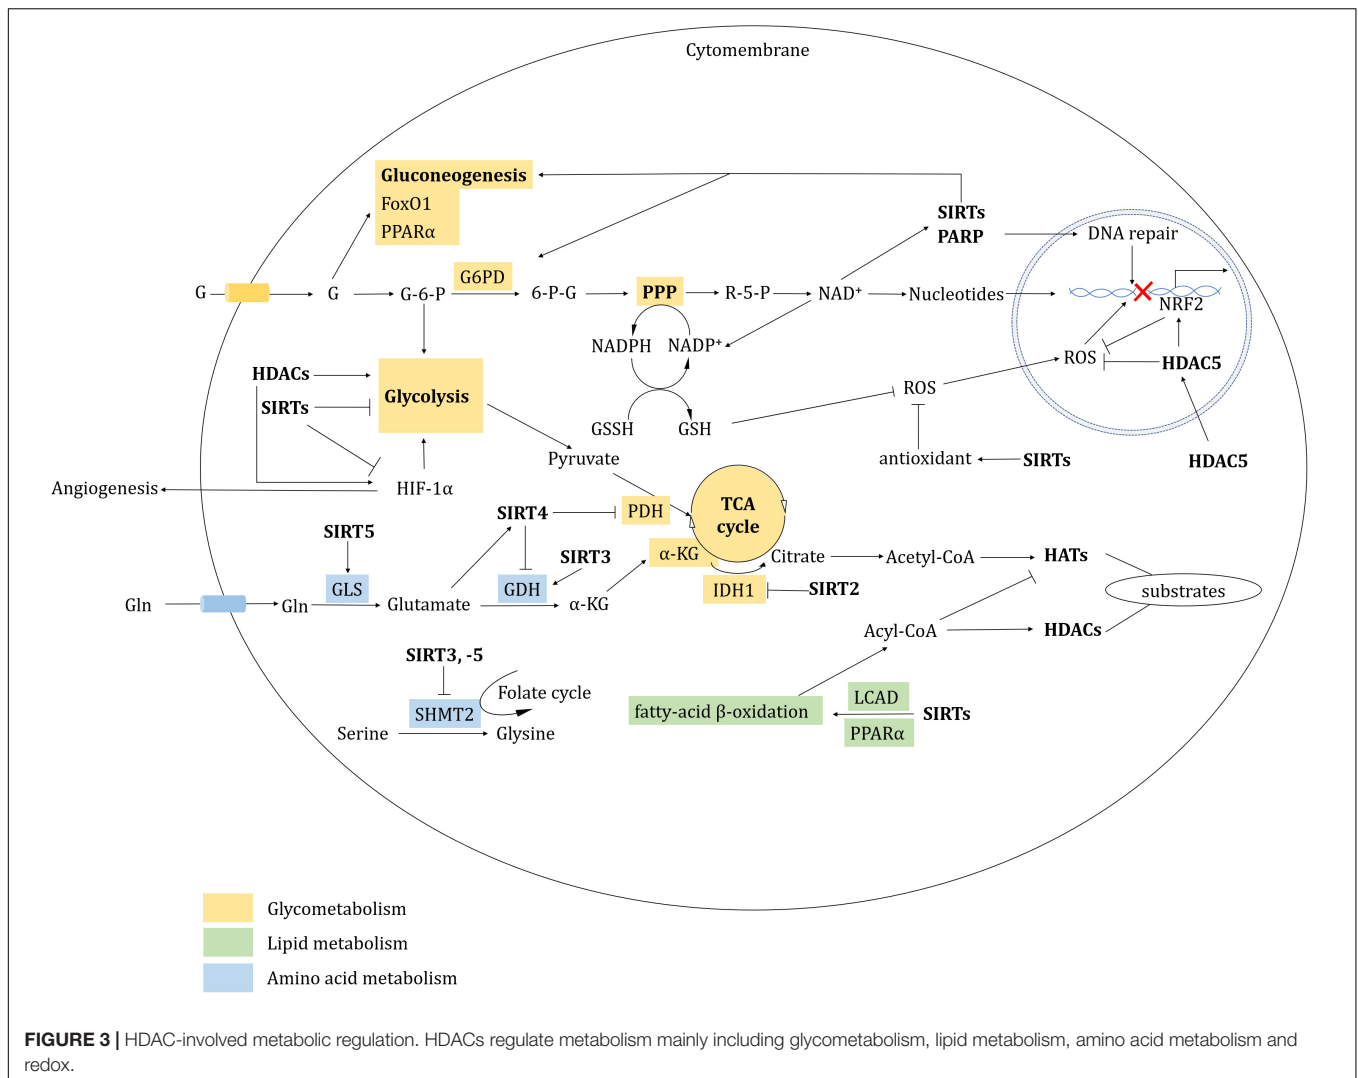 Cytomembrane
Gluconeogenesis
FoxO1
PPARα
SIRTs
PARP
DNA repair
G
G
G-6-P
G6PD
6-P-G
PPP
R-5-P
NAD+
Nucleotides
NRF2
NADPH
NADP+
ROS
HDAC5
HDACs
SIRTs
Glycolysis
ROS
GSSH
GSH
Pyruvate
antioxidant
SIRTs
HDAC5
Angiogenesis
HIF-1α
SIRT4
PDH
TCA
cycle
SIRT5
SIRT3
α-KG
Citrate
Acetyl-CoA
HATs
Gln
Gln
GLS
Glutamate
GDH
α-KG
IDH1
SIRT2
substrates
Acyl-CoA
HDACs
SIRT3, -5
Folate cycle
SHMT2
Serine
Glysine
fatty-acid β-oxidation
LCAD
PPARα
SIRTs
Glycometabolism
Lipid metabolism
Amino acid metabolism
FIGURE 3 | HDAC-involved metabolic regulation. HDACs regulate metabolism mainly including glycometabolism, lipid metabolism, amino acid metabolism and
redox.